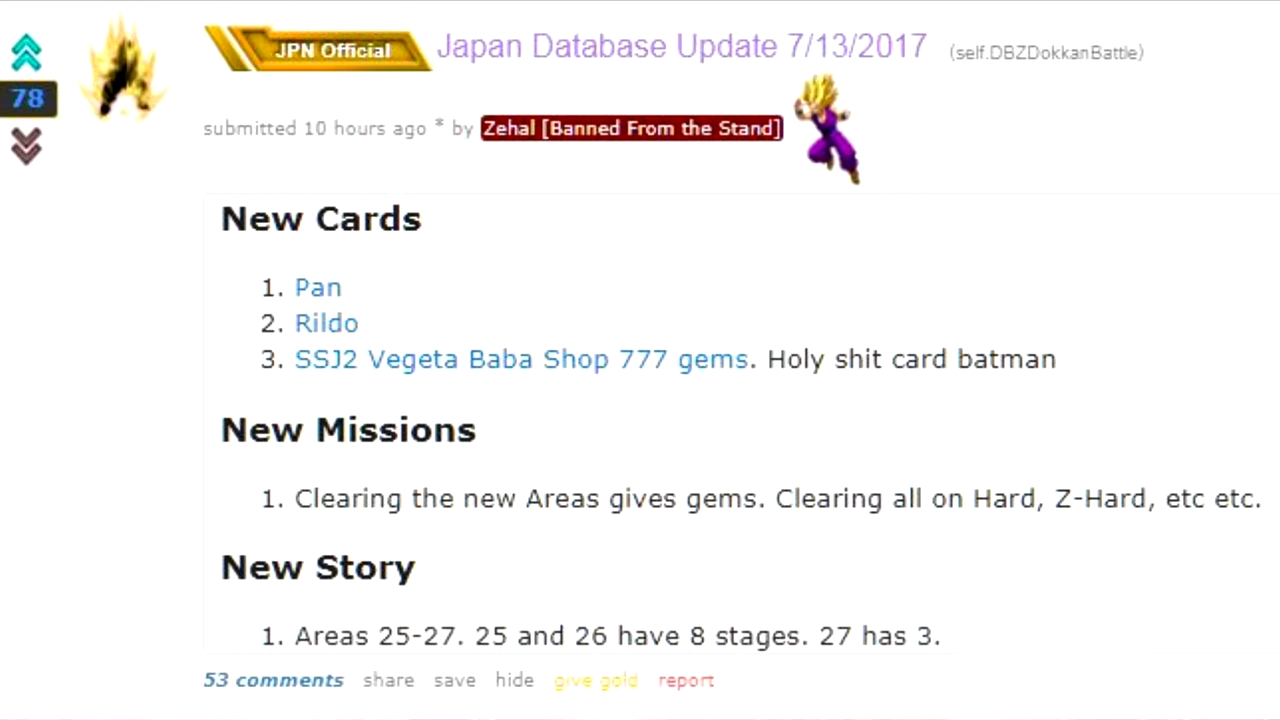 JPN Official Japan Database Update 7/13/2017 (self.DBZDokkanBattle)
78
submitted 10 hours ago * by Zehal [Banned From the Stand]
New Cards
1. Pan
2. Rildo
3. SSJ2 Vegeta Baba Shop 777 gems. Holy shit card batman
New Missions
1. Clearing the new Areas gives gems. Clearing all on Hard, Z-Hard, etc etc.
New Story
1. Areas 25-27. 25 and 26 have 8 stages. 27 has 3.
53 comments share save hide give gold report